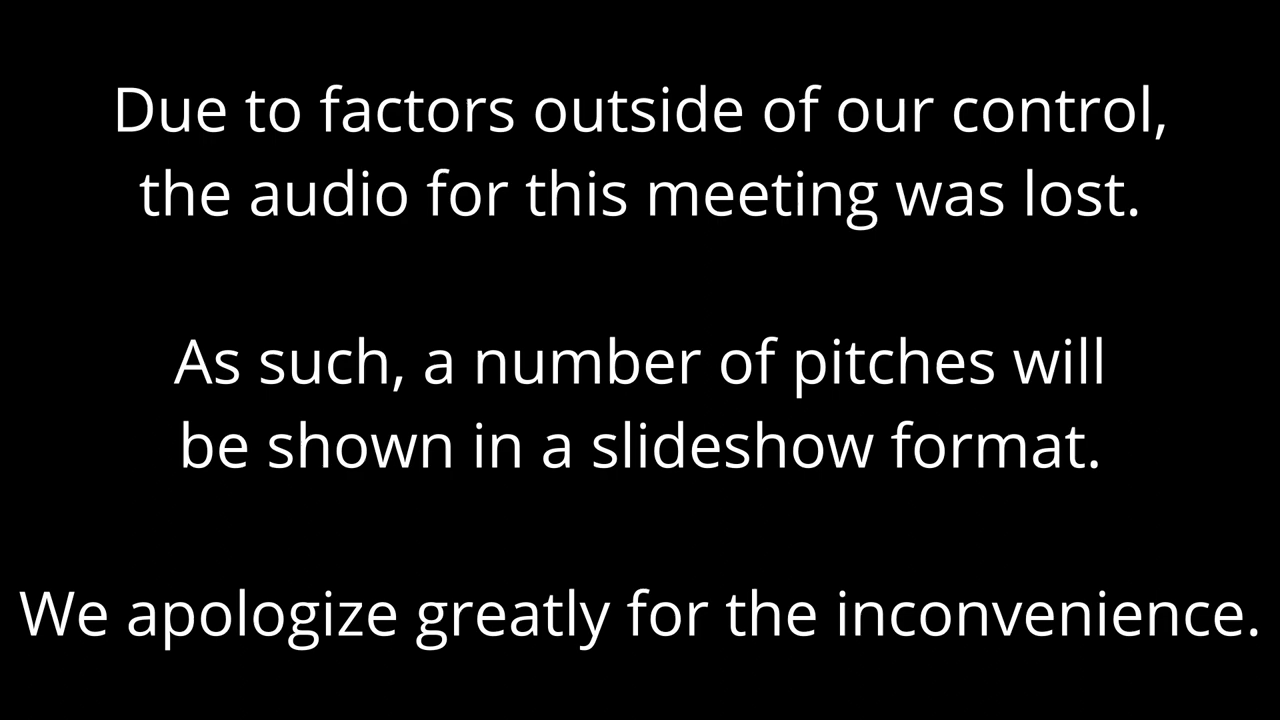 Due to factors outside of our control,
the audio for this meeting was lost.
As such, a number of pitches will
be shown in a slideshow format.
We apologize greatly for the inconvenience.